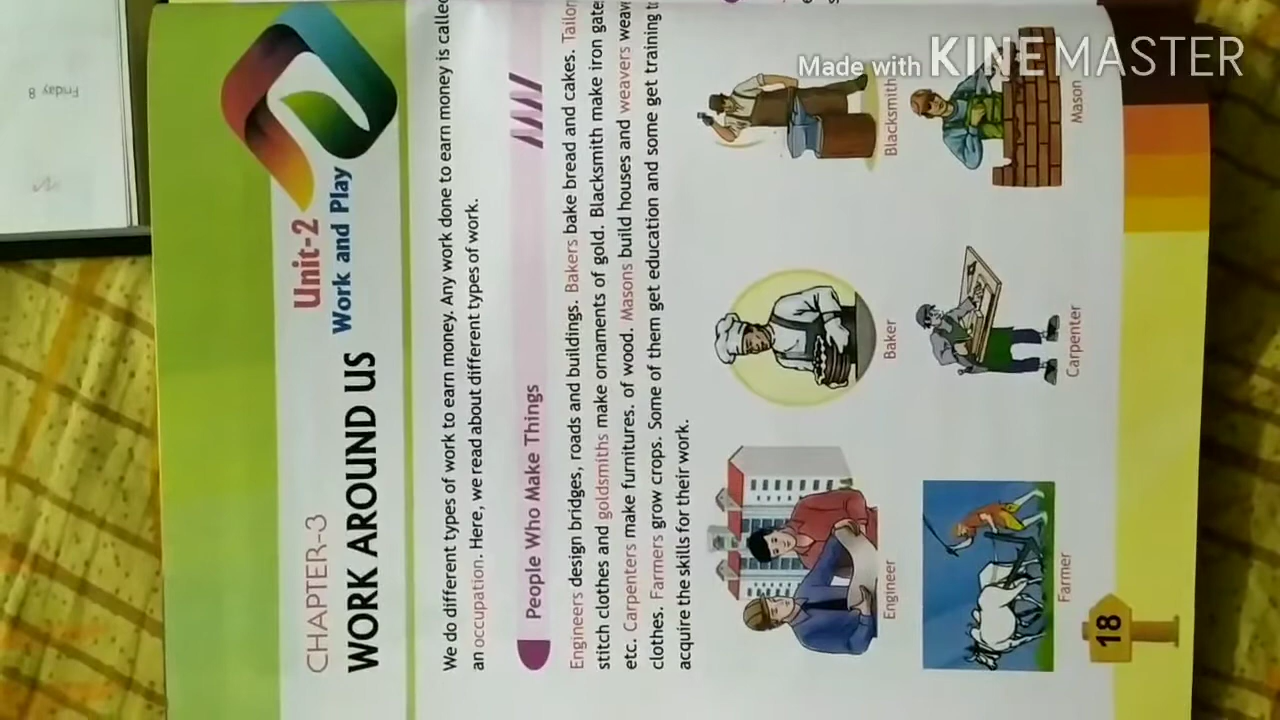 Made with KINEMASTER
Friday 8
Unit-2
Work and Play
CHAPTER-3
WORK AROUND US
We do different types of work to earn money. Any work done to earn money is called
an occupation. Here, we read about different types of work.
People Who Make Things
Engineers design bridges, roads and buildings. Bakers bake bread and cakes. Tailor
stitch clothes and goldsmiths make ornaments of gold. Blacksmith make iron gate
etc. Carpenters make furnitures. of wood. Masons build houses and weavers weav
clothes. Farmers grow crops. Some of them get education and some get training to
acquire the skills for their work.
Engineer
Baker
Blacksmith
Farmer
Carpenter
Mason
18